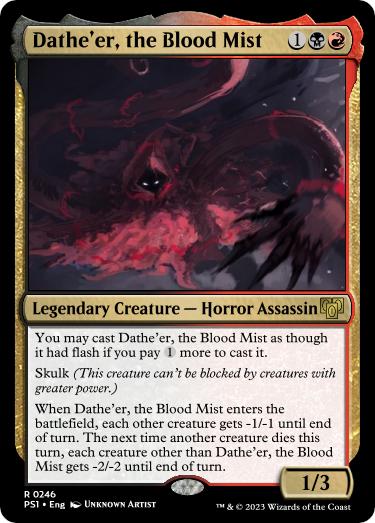 Dathe'er, the Blood Mist 1
Legendary Creature — Horror Assassin
You may cast Dathe'er, the Blood Mist as though
it had flash if you pay 1 more to cast it.
Skulk (This creature can't be blocked by creatures with
greater power.)
When Dathe'er, the Blood Mist enters the
battlefield, each other creature gets -1/-1 until end
of turn. The next time another creature dies this
turn, each creature other than Dathe'er, the Blood
Mist gets -2/-2 until end of turn.
1/3
R 0246
PS1 • Eng Unknown Artist
™ & © 2023 Wizards of the Coast